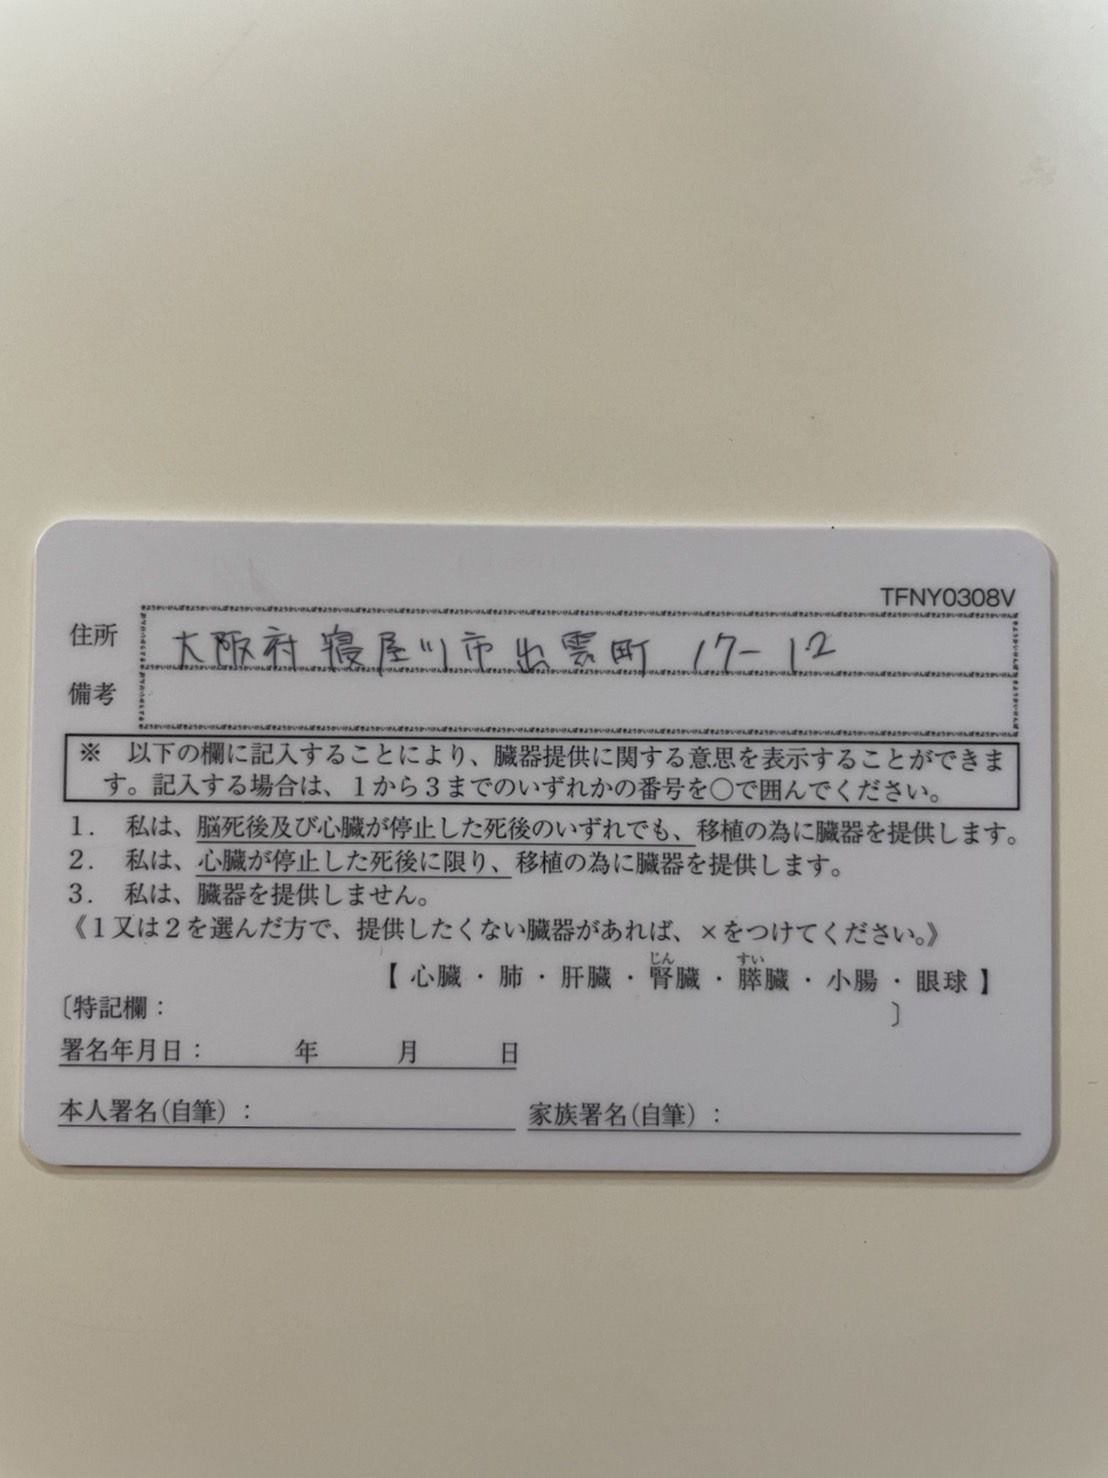 TFNY0308V
住所 大阪府寝屋川市出雲町 17-12
備考
※ 以下の欄に記入することにより、臓器提供に関する意思を表示することができま
す。記入する場合は、1から3までのいずれかの番号を○で囲んでください。
1. 私は、脳死後及び心臓が停止した死後のいずれでも、移植の為に臓器を提供します。
2. 私は、心臓が停止した死後に限り、移植の為に臓器を提供します。
3. 私は、臓器を提供しません。
《1又は2を選んだ方で、提供したくない臓器があれば、×をつけてください。》
じん すい
【 心臓・肺・肝臓・腎臓・膵臓・小腸・眼球 】
〔特記欄: 〕
署名年月日: 年 月 日
本人署名(自筆): 家族署名(自筆):